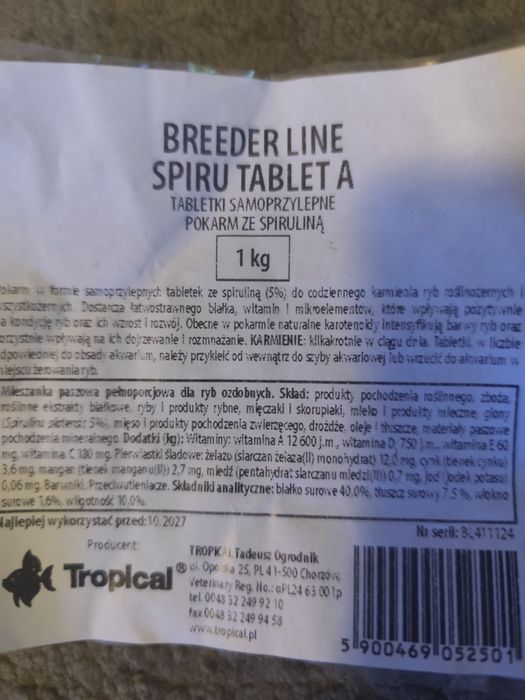 BREEDER LINE
SPIRU TABLET A
TABLETKI SAMOPRZYLEPNE
POKARM ZE SPIRULINĄ
1 kg
okarm w formie samoprzylepnych tabletek ze spiruliną (5%) do codziennego karmienia ryb roślinożernych i
szystkożernych. Dostarcza łatwostrawnego białka, witamin i mikroelementów, które wpływają pozytywnie
a kondycję ryb oraz ich wzrost i rozwój. Obecne w pokarmie naturalne karotenoidy intensyfikują barwy ryb oraz
orzystnie wpływają na ich dojrzewanie i rozmnażanie. KARMIENIE: kilkakrotnie w ciągu dnia. Tabletki, w liczbie
dpowiedniej do obsady akwarium, należy przykleić od wewnątrz do szyby akwariowej lub wrzucić do akwarium w
iejscu żerowania ryb.
Mieszanka paszowa pełnoporcjowa dla ryb ozdobnych. Skład: produkty pochodzenia roślinnego, zboża,
roślinne ekstrakty białkowe, ryby i produkty rybne, mięczaki i skorupiaki, mleko i produkty mleczne, glony
(Spirulina platensis 5%), mięso i produkty pochodzenia zwierzęcego, drożdże, oleje i tłuszcze, materiały paszowe
pochodzenia mineralnego. Dodatki (kg): Witaminy: witamina A 12 600 j.m., witamina D₃ 750 j.m., witamina E 60
mg, witamina C 180 mg. Pierwiastki śladowe: żelazo (siarczan żelaza(II) monohydrat) 12,0 mg, cynk (tlenek cynku)
3,6 mg, mangan (tlenek manganu(II)) 2,7 mg, miedź (pentahydrat siarczanu miedzi(II)) 0,7 mg, jod (jodek potasu)
0,06 mg. Barwniki. Przeciwutleniacze. Składniki analityczne: białko surowe 40,0%, tłuszcz surowy 7,5 %, włókno
surowe 1,6%, wilgotność 10,0%.
Najlepiej wykorzystać przed: 10.2027
Nr serii: BL411124
Producent:
Tropical®
TROPICAL Tadeusz Ogrodnik
ul. Opolska 25, PL 41-500 Chorzów,
Veterinary Reg. No.: αPL24 63 001p
tel. 0048 32 249 92 10
fax 0048 32 249 94 58
www.tropical.pl
5 900469 052501